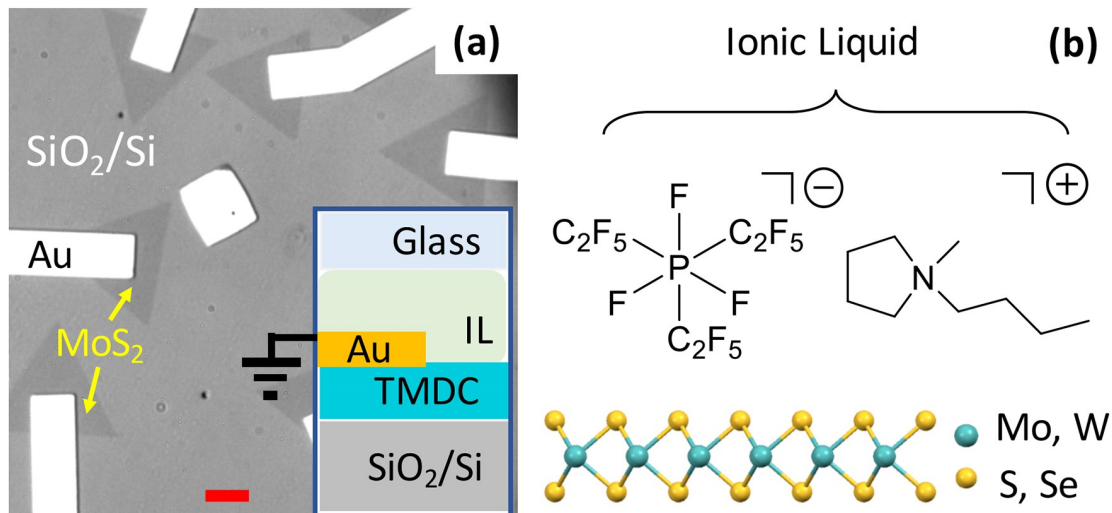 (a)
SiO₂/Si
Au
MoS₂
Glass
IL
Au
TMDC
SiO₂/Si
Ionic Liquid
(b)
F
C₂F₅
C₂F₅
P
F
F
C₂F₅
−
N
+
Mo, W
S, Se